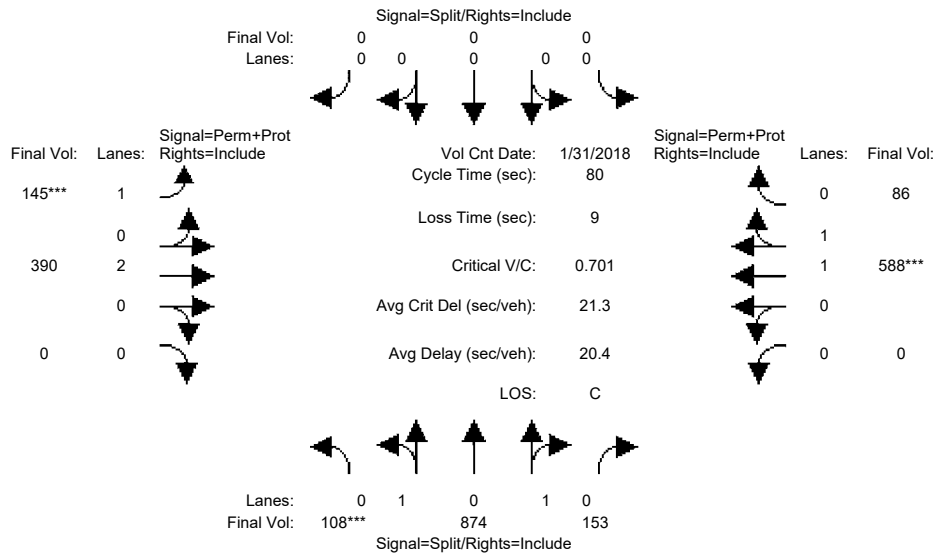 Signal=Split/Rights=Include
Final Vol: 0 0 0
Lanes: 0 0 0 0 0
Signal=Perm+Prot
Final Vol: Lanes: Rights=Include
Vol Cnt Date: 1/31/2018
Signal=Perm+Prot
Rights=Include Lanes: Final Vol:
145*** 1
Cycle Time (sec): 80
0 86
0
Loss Time (sec): 9
1
390 2
Critical V/C: 0.701
1 588***
0
Avg Crit Del (sec/veh): 21.3
0
0 0
Avg Delay (sec/veh): 20.4
0 0
LOS: C
Lanes: 0 1 0 1 0
Final Vol: 108*** 874 153
Signal=Split/Rights=Include